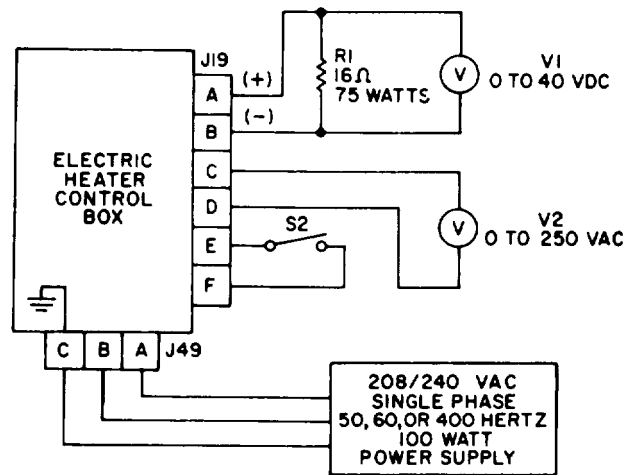 J19
A
B
C
D
E
F
(+)
(-)
R1
16Ω
75 WATTS
V
V1
0 TO 40 VDC
ELECTRIC
HEATER
CONTROL
BOX
S2
V
V2
0 TO 250 VAC
C B A J49
208/240 VAC
SINGLE PHASE
50, 60, OR 400 HERTZ
100 WATT
POWER SUPPLY